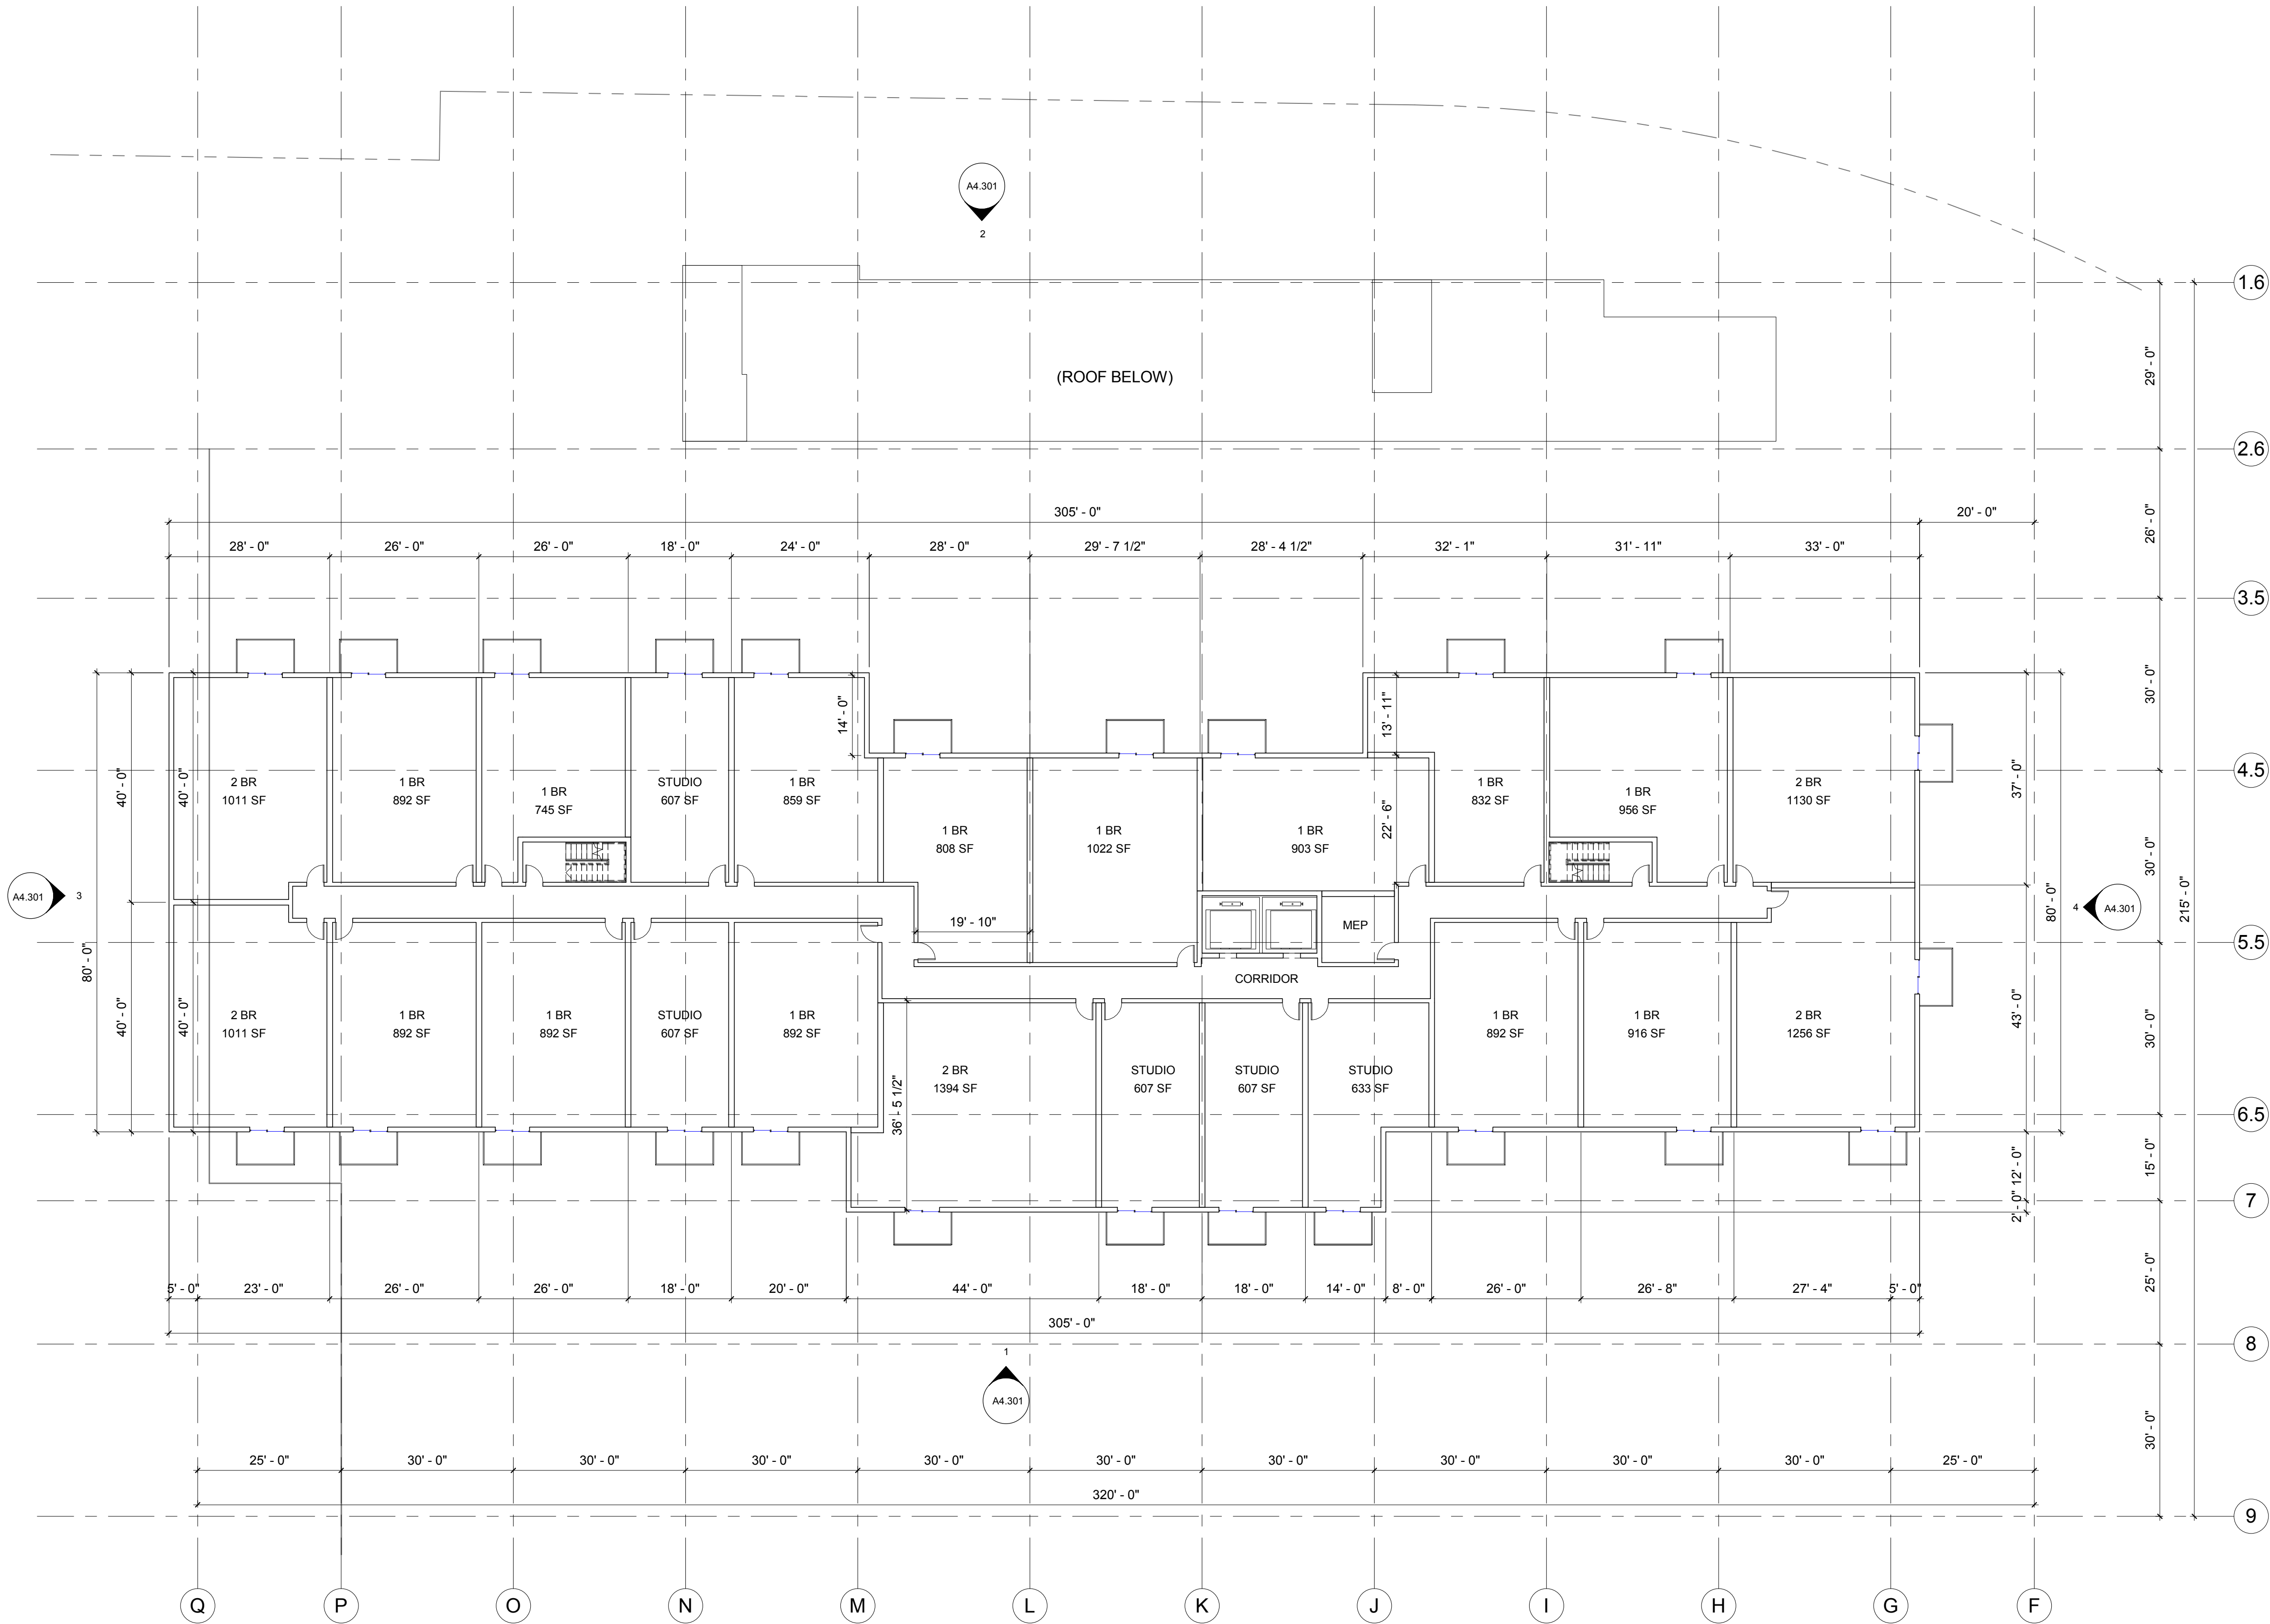 A4.301
2
1.6
29' - 0"
(ROOF BELOW)
2.6
305' - 0"
20' - 0"
26' - 0"
28' - 0"
26' - 0"
26' - 0"
18' - 0"
24' - 0"
28' - 0"
29' - 7 1/2"
28' - 4 1/2"
32' - 1"
31' - 11"
33' - 0"
3.5
30' - 0"
14' - 0"
13' - 11"
4.5
40' - 0"
40' - 0"
2 BR
1011 SF
1 BR
892 SF
1 BR
745 SF
STUDIO
607 SF
1 BR
859 SF
1 BR
808 SF
1 BR
1022 SF
1 BR
903 SF
22' - 6"
1 BR
832 SF
1 BR
956 SF
2 BR
1130 SF
37' - 0"
30' - 0"
A4.301
3
80' - 0"
19' - 10"
MEP
CORRIDOR
80' - 0"
4
A4.301
215' - 0"
5.5
40' - 0"
40' - 0"
2 BR
1011 SF
1 BR
892 SF
1 BR
892 SF
STUDIO
607 SF
1 BR
892 SF
36' - 5 1/2"
2 BR
1394 SF
STUDIO
607 SF
STUDIO
607 SF
STUDIO
633 SF
1 BR
892 SF
1 BR
916 SF
2 BR
1256 SF
43' - 0"
30' - 0"
6.5
12' - 0"
15' - 0"
2' - 0"
7
5' - 0"
23' - 0"
26' - 0"
26' - 0"
18' - 0"
20' - 0"
44' - 0"
18' - 0"
18' - 0"
14' - 0"
8' - 0"
26' - 0"
26' - 8"
27' - 4"
5' - 0"
25' - 0"
305' - 0"
8
1
A4.301
30' - 0"
25' - 0"
30' - 0"
30' - 0"
30' - 0"
30' - 0"
30' - 0"
30' - 0"
30' - 0"
30' - 0"
30' - 0"
25' - 0"
320' - 0"
9
Q
P
O
N
M
L
K
J
I
H
G
F